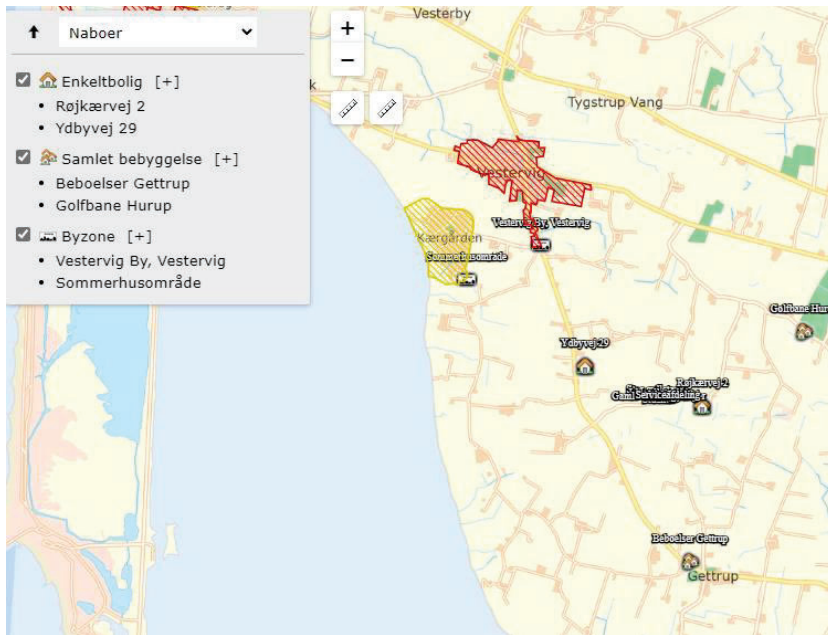 Naboer
Enkeltbolig [+]
• Røjkærvej 2
• Ydbyvej 29
Samlet bebyggelse [+]
• Beboelser Gettrup
• Golfbane Hurup
Byzone [+]
• Vestervig By, Vestervig
• Sommerhusområde
+
−
Vesterby
k
Tygstrup Vang
Vestervig
Vestervig By, Vestervig
Kærgården
Sommerhusområde
Golfbane Hur
Ydbyvej 29
Røjkærvej 2
Serviceafdeling
Beboelser Gettrup
Gettrup